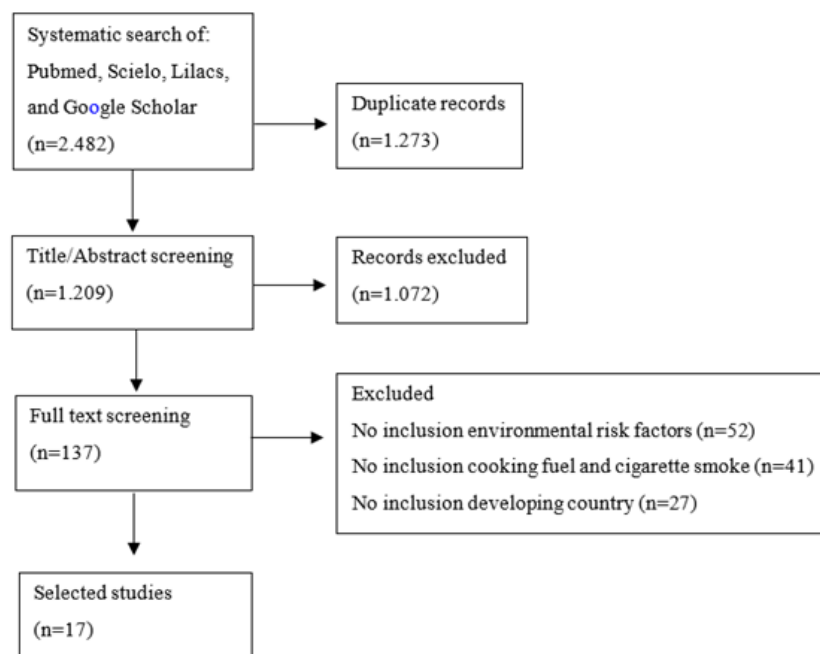 Systematic search of:
Pubmed, Scielo, Lilacs,
and Google Scholar
(n=2.482)
Duplicate records
(n=1.273)
Title/Abstract screening
(n=1.209)
Records excluded
(n=1.072)
Full text screening
(n=137)
Excluded
No inclusion environmental risk factors (n=52)
No inclusion cooking fuel and cigarette smoke (n=41)
No inclusion developing country (n=27)
Selected studies
(n=17)